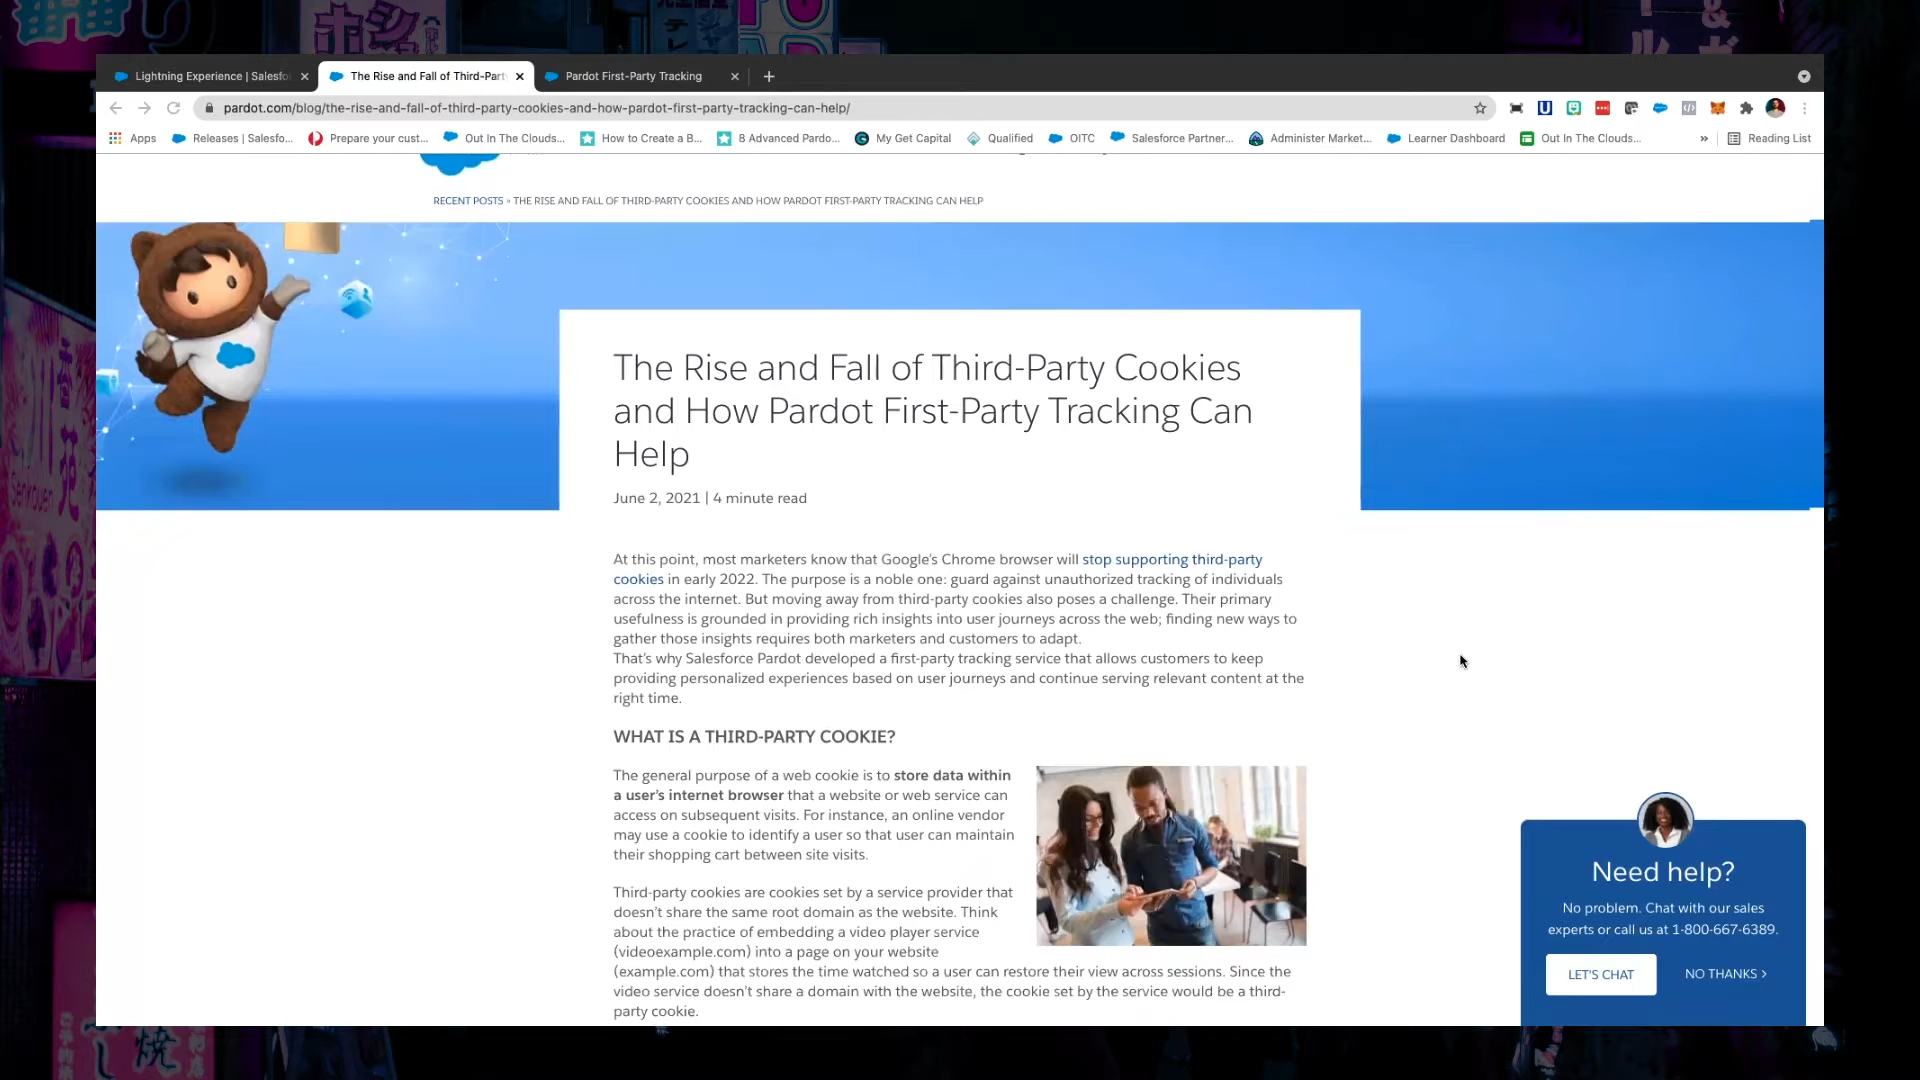 Lightning Experience | Salesfo
The Rise and Fall of Third-Part
Pardot First-Party Tracking
pardot.com/blog/the-rise-and-fall-of-third-party-cookies-and-how-pardot-first-party-tracking-can-help/
Apps
Releases | Salesfo...
Prepare your cust...
Out In The Clouds...
How to Create a B...
8 Advanced Pardo...
My Get Capital
Qualified
OITC
Salesforce Partner...
Administer Market...
Learner Dashboard
Out In The Clouds...
»
Reading List
RECENT POSTS » THE RISE AND FALL OF THIRD-PARTY COOKIES AND HOW PARDOT FIRST-PARTY TRACKING CAN HELP
The Rise and Fall of Third-Party Cookies
and How Pardot First-Party Tracking Can
Help
June 2, 2021 | 4 minute read
At this point, most marketers know that Google's Chrome browser will stop supporting third-party
cookies in early 2022. The purpose is a noble one: guard against unauthorized tracking of individuals
across the internet. But moving away from third-party cookies also poses a challenge. Their primary
usefulness is grounded in providing rich insights into user journeys across the web; finding new ways to
gather those insights requires both marketers and customers to adapt.
That's why Salesforce Pardot developed a first-party tracking service that allows customers to keep
providing personalized experiences based on user journeys and continue serving relevant content at the
right time.
WHAT IS A THIRD-PARTY COOKIE?
The general purpose of a web cookie is to store data within
a user's internet browser that a website or web service can
access on subsequent visits. For instance, an online vendor
may use a cookie to identify a user so that user can maintain
their shopping cart between site visits.
Third-party cookies are cookies set by a service provider that
doesn't share the same root domain as the website. Think
about the practice of embedding a video player service
(videoexample.com) into a page on your website
(example.com) that stores the time watched so a user can restore their view across sessions. Since the
video service doesn't share a domain with the website, the cookie set by the service would be a third-
party cookie.
Need help?
No problem. Chat with our sales
experts or call us at 1-800-667-6389.
LET'S CHAT
NO THANKS >